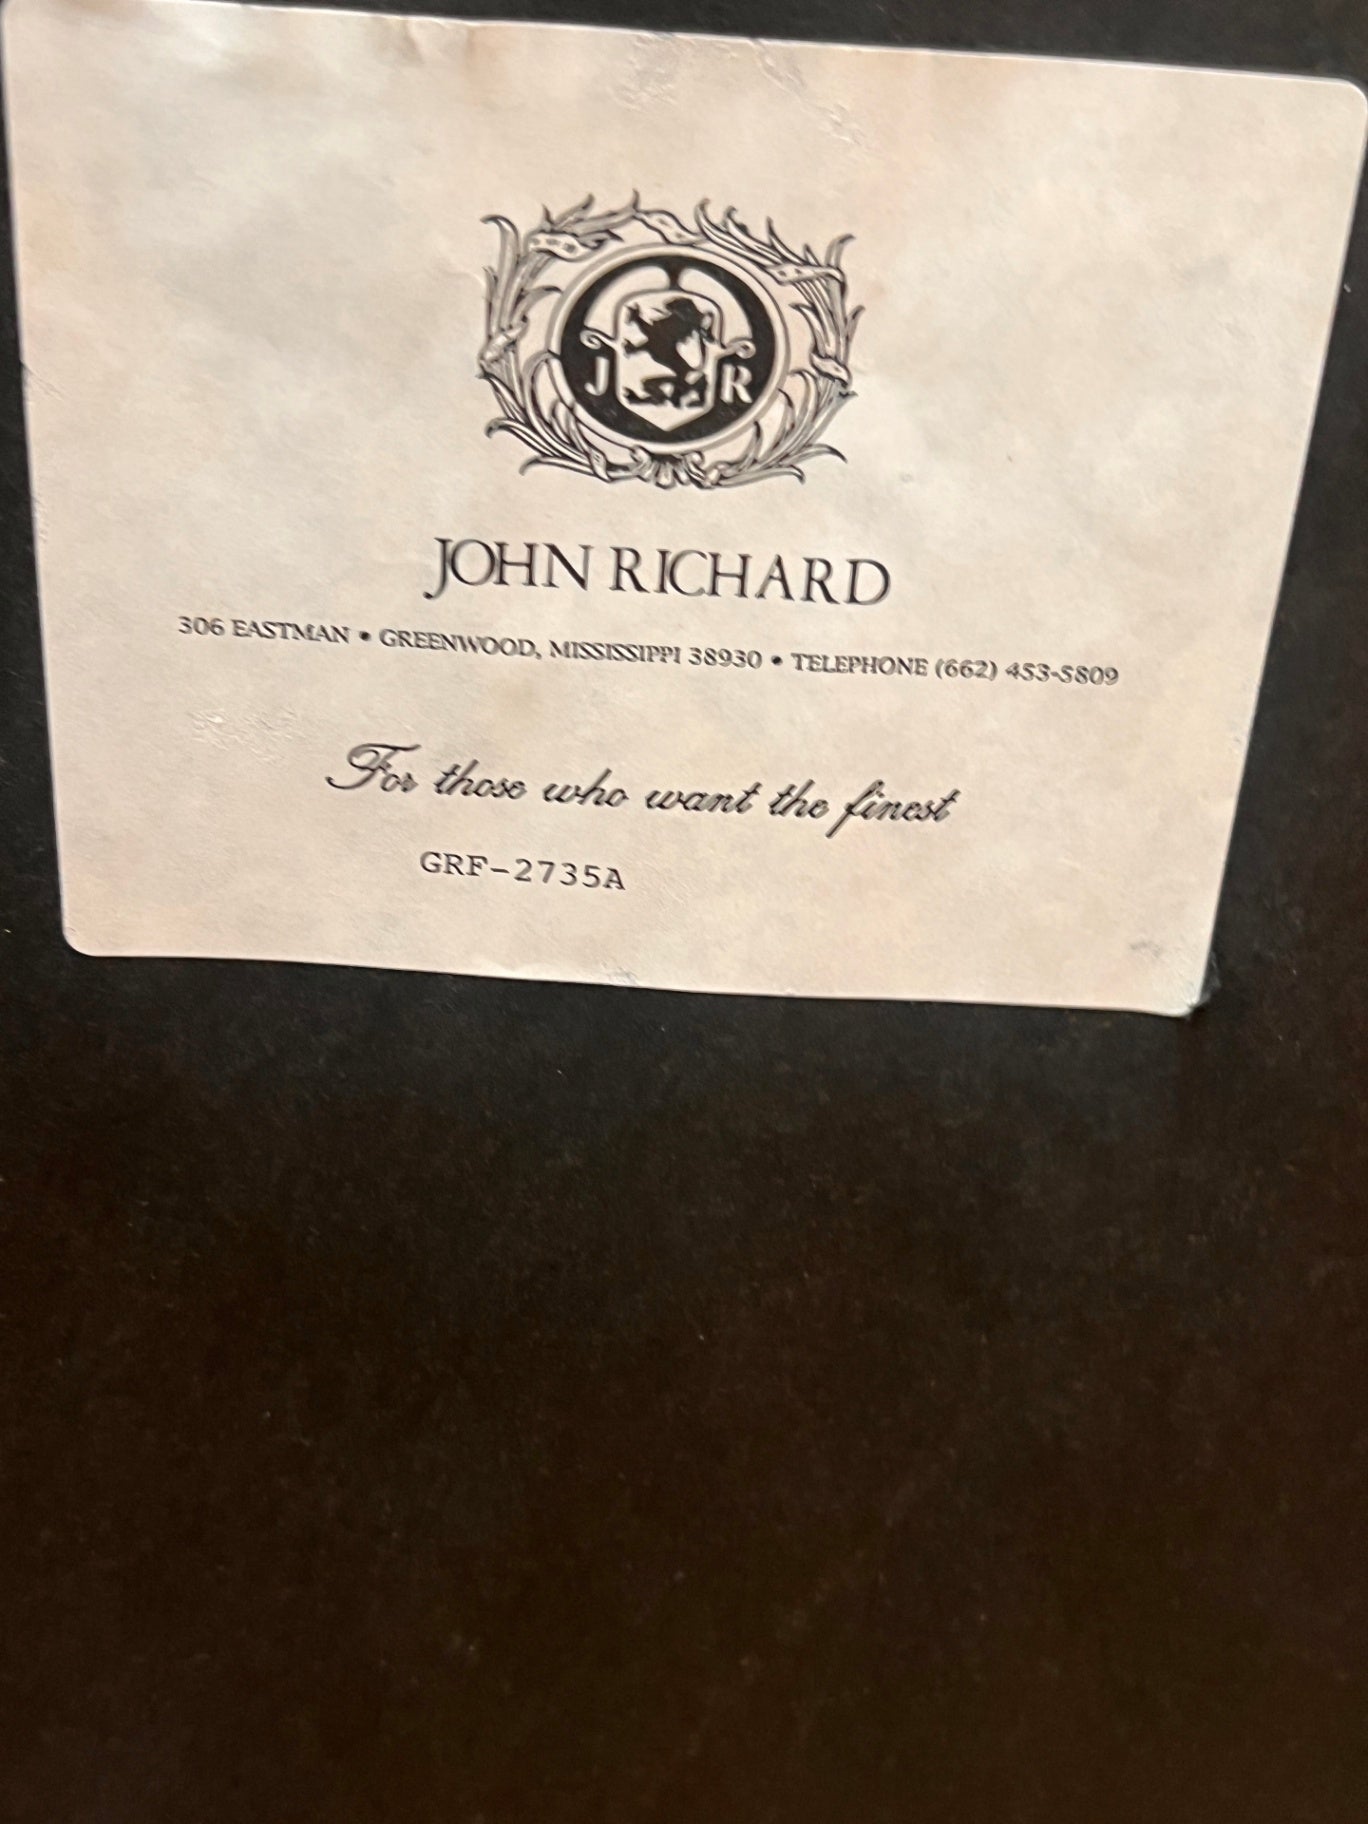 J R
JOHN RICHARD
306 EASTMAN • GREENWOOD, MISSISSIPPI 38930 • TELEPHONE (662) 453-5809
For those who want the finest
GRF-2735A